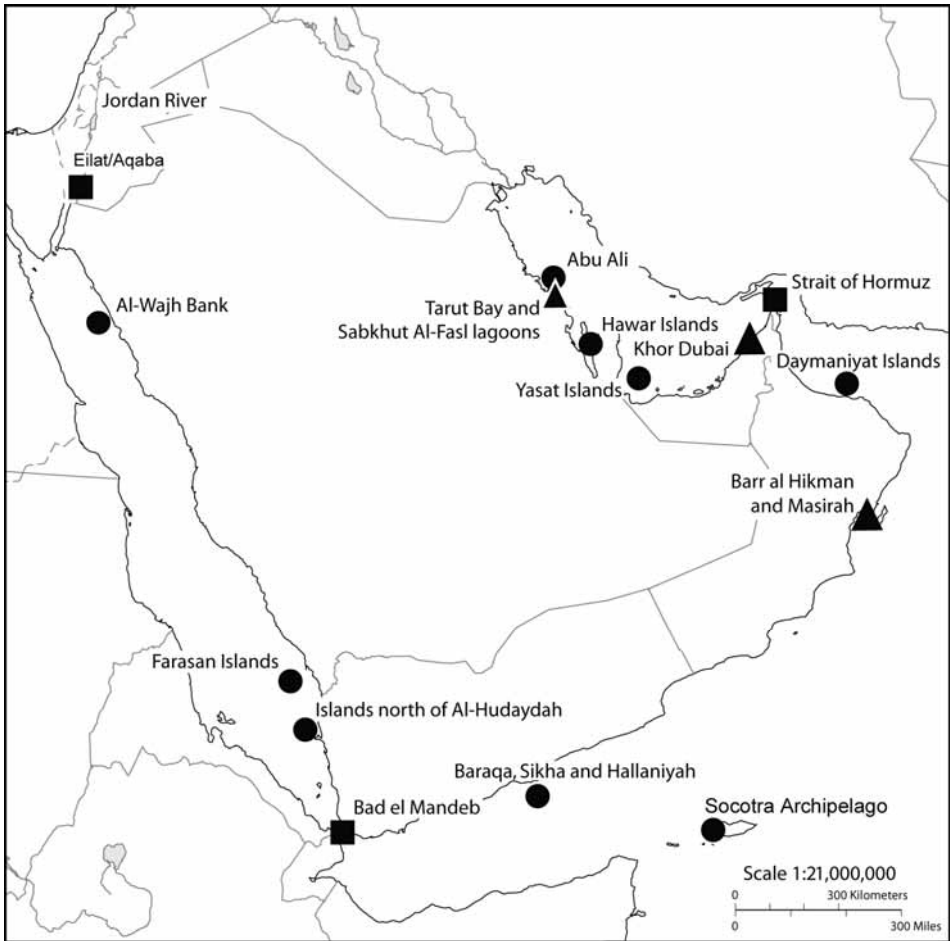 Jordan River
Eilat/Aqaba
Al-Wajh Bank
Abu Ali
Tarut Bay and
Sabkhut Al-Fasl lagoons
Strait of Hormuz
Hawar Islands
Khor Dubai
Daymaniyat Islands
Yasat Islands
Barr al Hikman
and Masirah
Farasan Islands
Islands north of Al-Hudaydah
Baraqa, Sikha and Hallaniyah
Bad el Mandeb
Socotra Archipelago
Scale 1:21,000,000
0 300 Kilometers
0 300 Miles